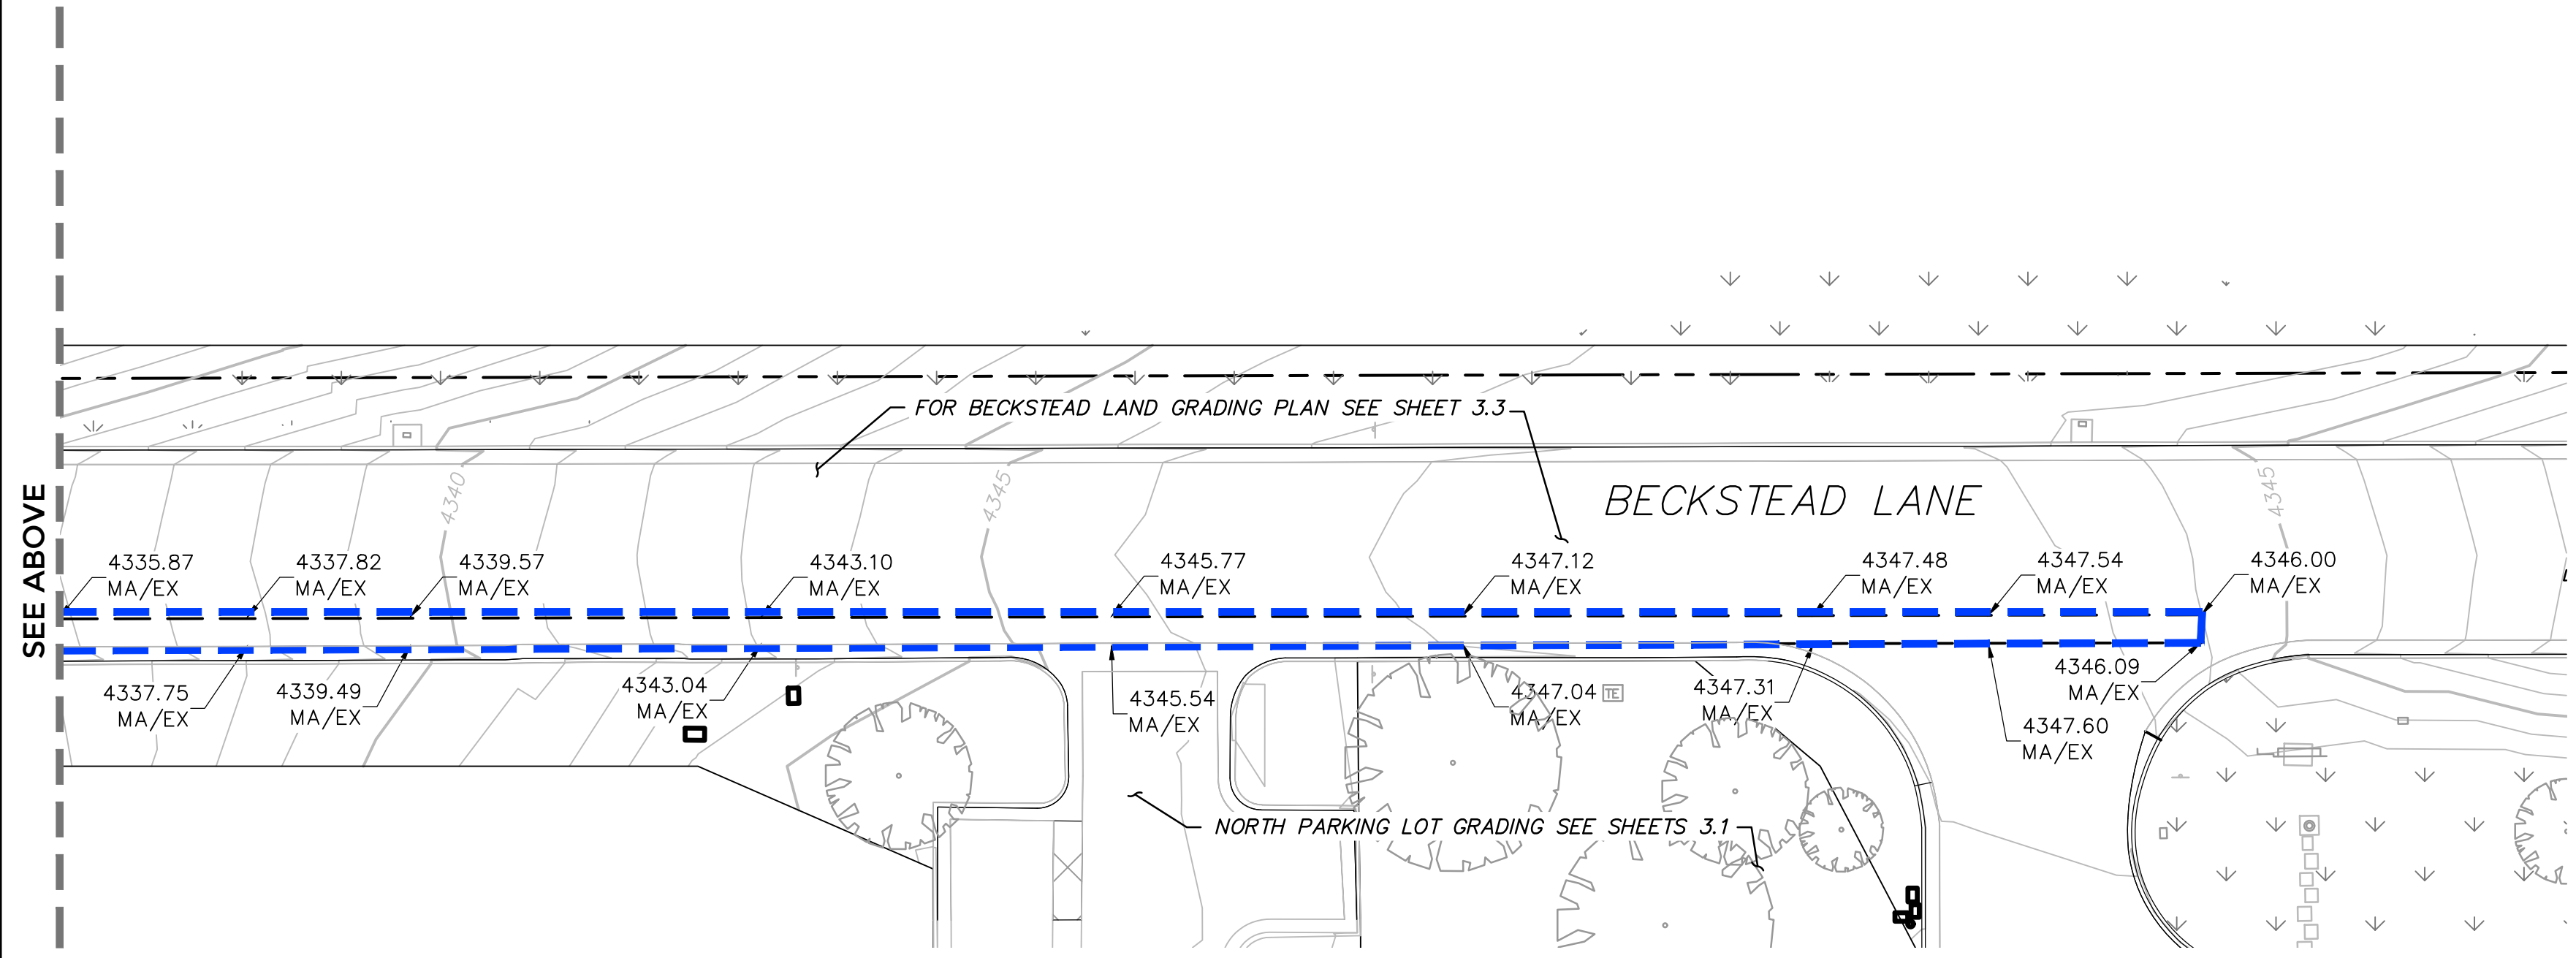 SEE ABOVE
FOR BECKSTEAD LAND GRADING PLAN SEE SHEET 3.3
4340
4345
BECKSTEAD LANE
4345
4335.87
MA/EX
4337.82
MA/EX
4339.57
MA/EX
4343.10
MA/EX
4345.77
MA/EX
4347.12
MA/EX
4347.48
MA/EX
4347.54
MA/EX
4346.00
MA/EX
4337.75
MA/EX
4339.49
MA/EX
4343.04
MA/EX
4345.54
MA/EX
4347.04
MA/EX
TE
4347.31
MA/EX
4347.60
MA/EX
4346.09
MA/EX
NORTH PARKING LOT GRADING SEE SHEETS 3.1